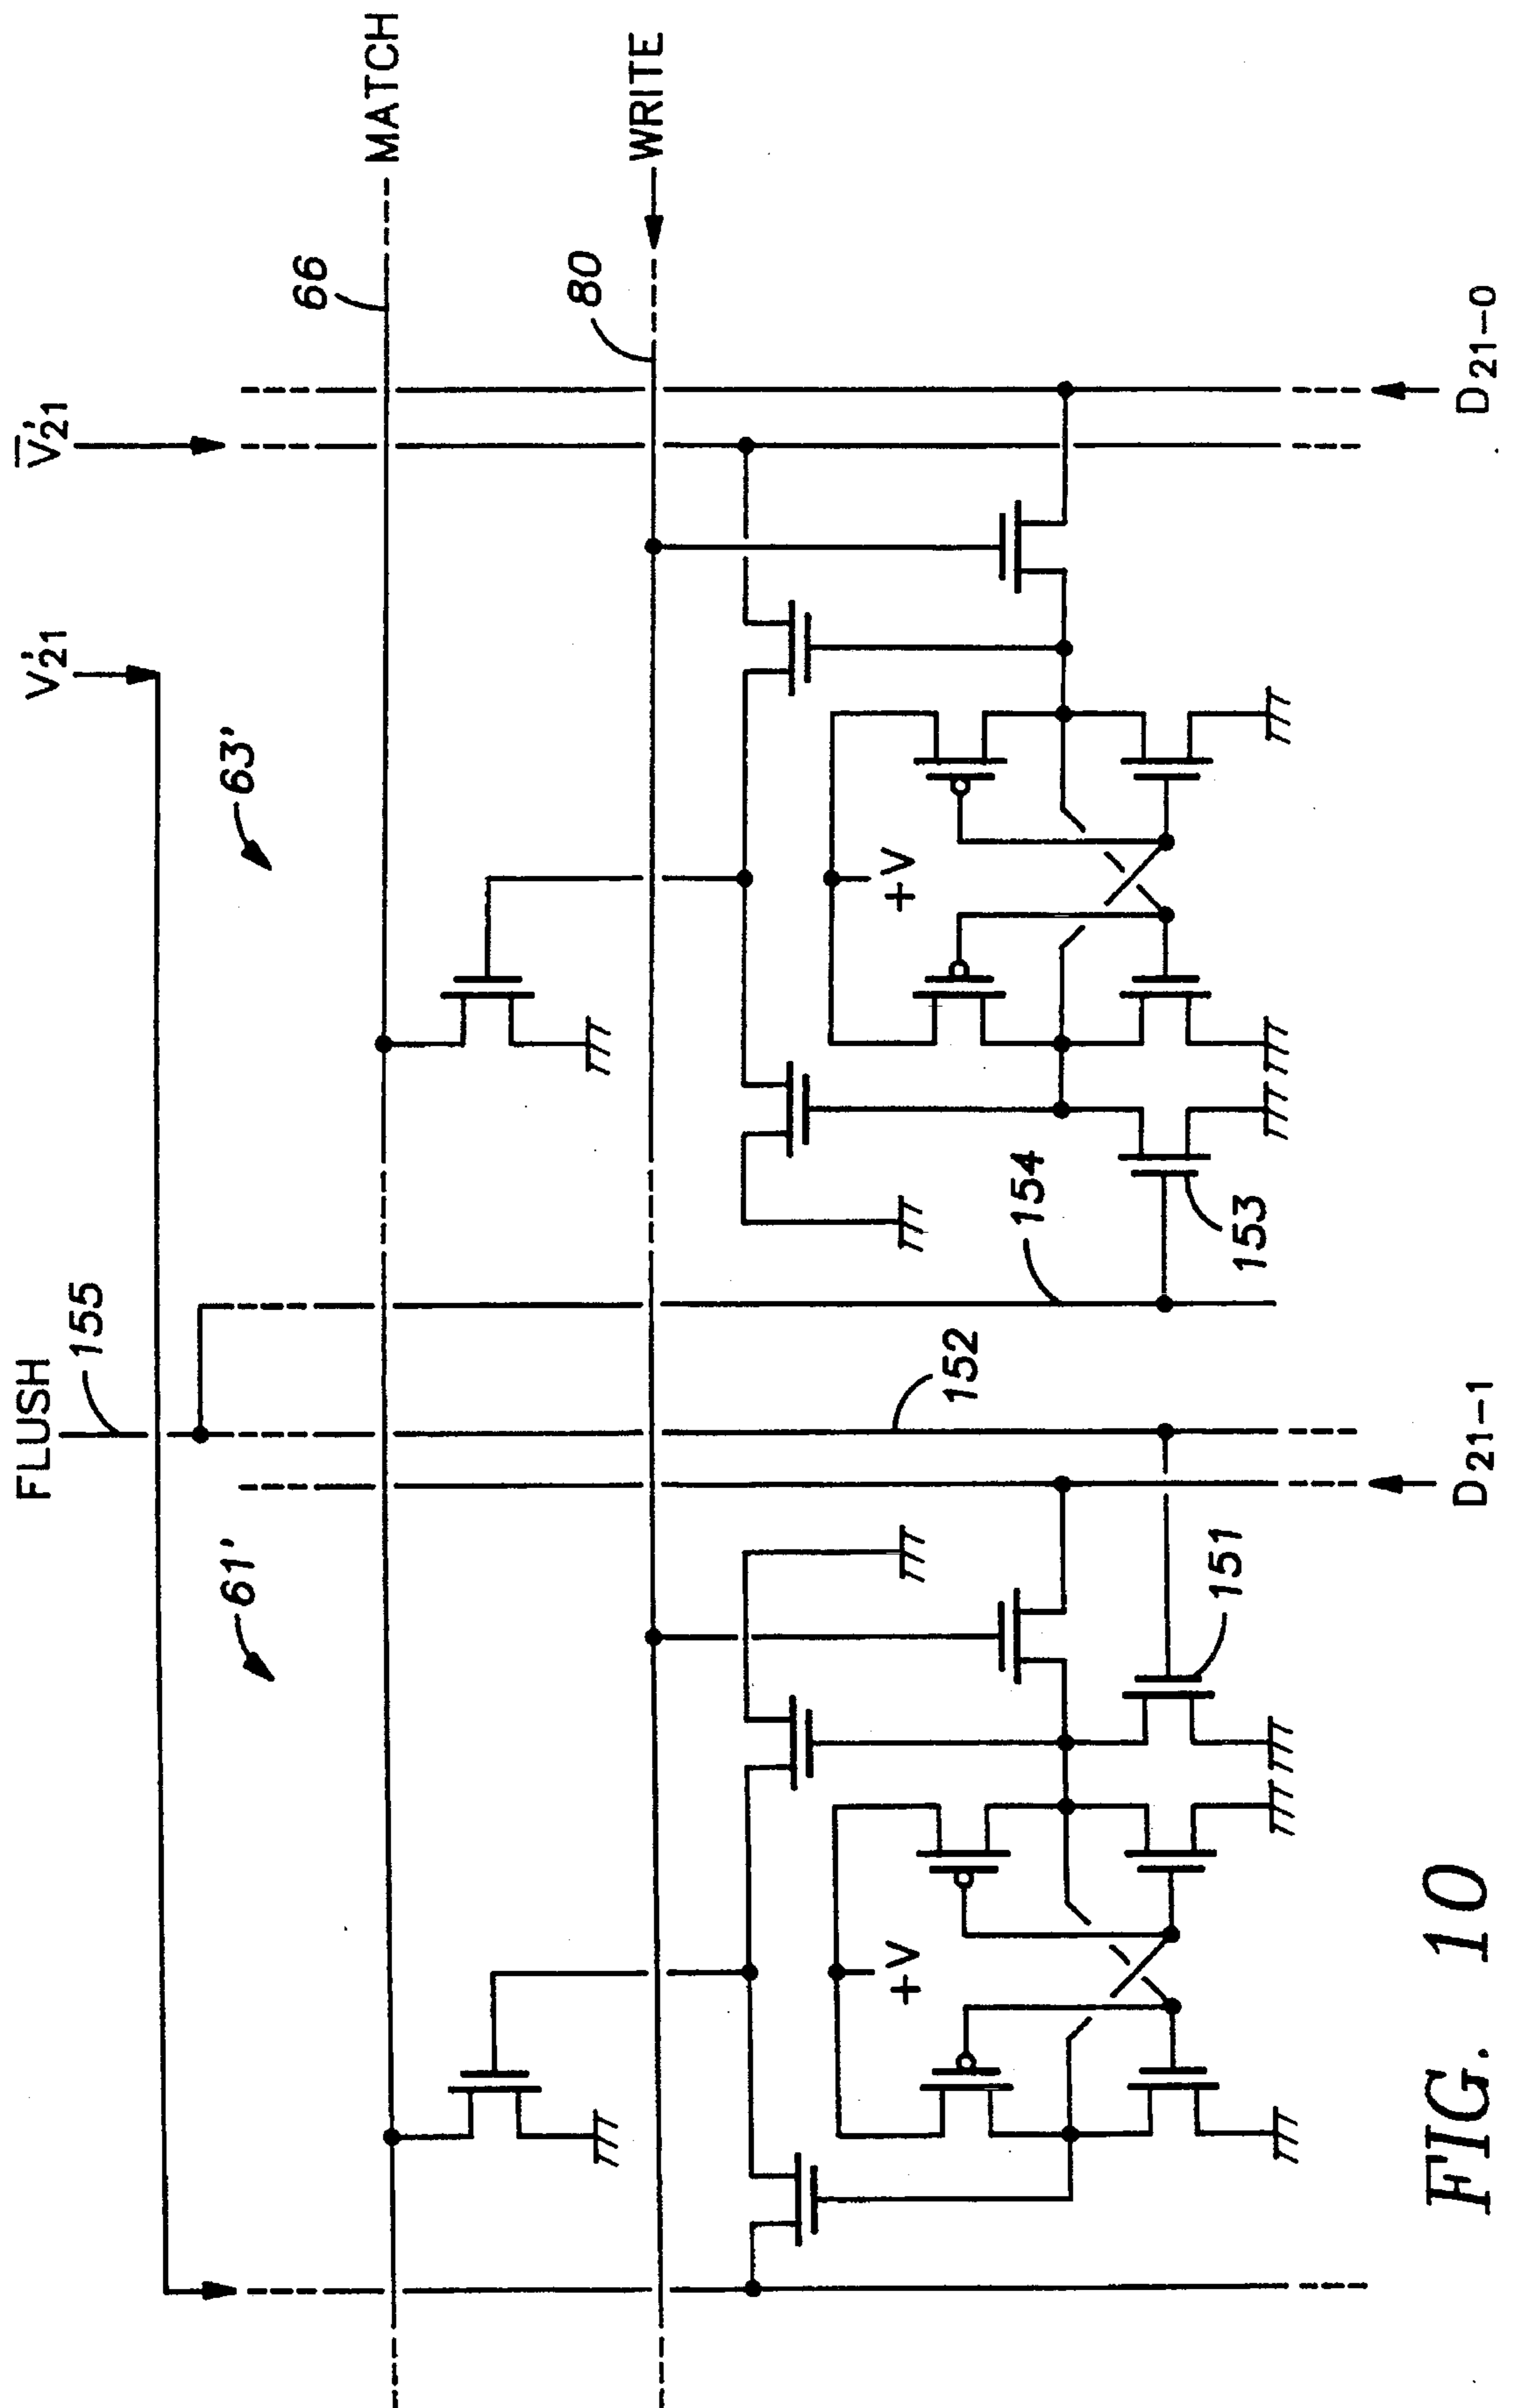 FLUSH
155
V'21
V̅'21
61'
63'
66
MATCH
80
WRITE
+V
+V
152
154
151
153
D21-1
D21-0
FIG. 10